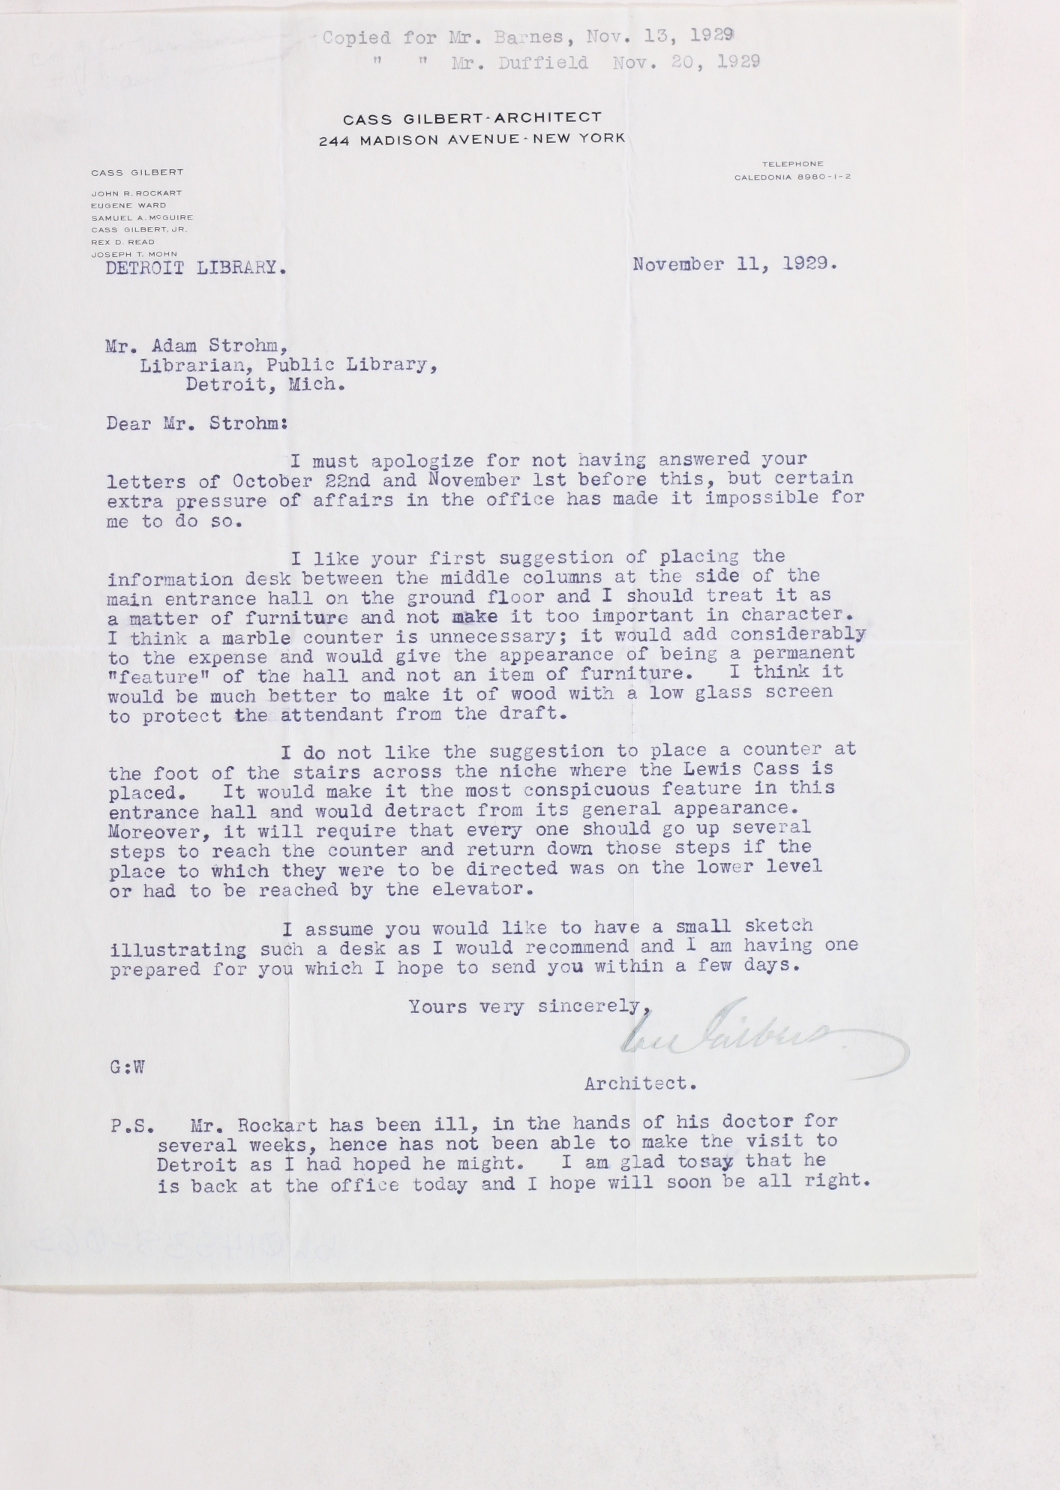 Copied for Mr. Barnes, Nov. 13, 1929
" " Mr. Duffield Nov. 20, 1929
CASS GILBERT-ARCHITECT
244 MADISON AVENUE-NEW YORK
TELEPHONE
CALEDONIA 8980-1-2
CASS GILBERT
JOHN R. ROCKART
EUGENE WARD
SAMUEL A. McGUIRE
CASS GILBERT, JR.
REX D. READ
JOSEPH T. MOHN
DETROIT LIBRARY.
November 11, 1929.
Mr. Adam Strohm,
Librarian, Public Library,
Detroit, Mich.
Dear Mr. Strohm:
I must apologize for not having answered your
letters of October 22nd and November 1st before this, but certain
extra pressure of affairs in the office has made it impossible for
me to do so.
I like your first suggestion of placing the
information desk between the middle columns at the side of the
main entrance hall on the ground floor and I should treat it as
a matter of furniture and not make it too important in character.
I think a marble counter is unnecessary; it would add considerably
to the expense and would give the appearance of being a permanent
"feature" of the hall and not an item of furniture. I think it
would be much better to make it of wood with a low glass screen
to protect the attendant from the draft.
I do not like the suggestion to place a counter at
the foot of the stairs across the niche where the Lewis Cass is
placed. It would make it the most conspicuous feature in this
entrance hall and would detract from its general appearance.
Moreover, it will require that every one should go up several
steps to reach the counter and return down those steps if the
place to which they were to be directed was on the lower level
or had to be reached by the elevator.
I assume you would like to have a small sketch
illustrating such a desk as I would recommend and I am having one
prepared for you which I hope to send you within a few days.
Yours very sincerely,
Cass Gilbert
G:W
Architect.
P.S. Mr. Rockart has been ill, in the hands of his doctor for
several weeks, hence has not been able to make the visit to
Detroit as I had hoped he might. I am glad tosay that he
is back at the office today and I hope will soon be all right.